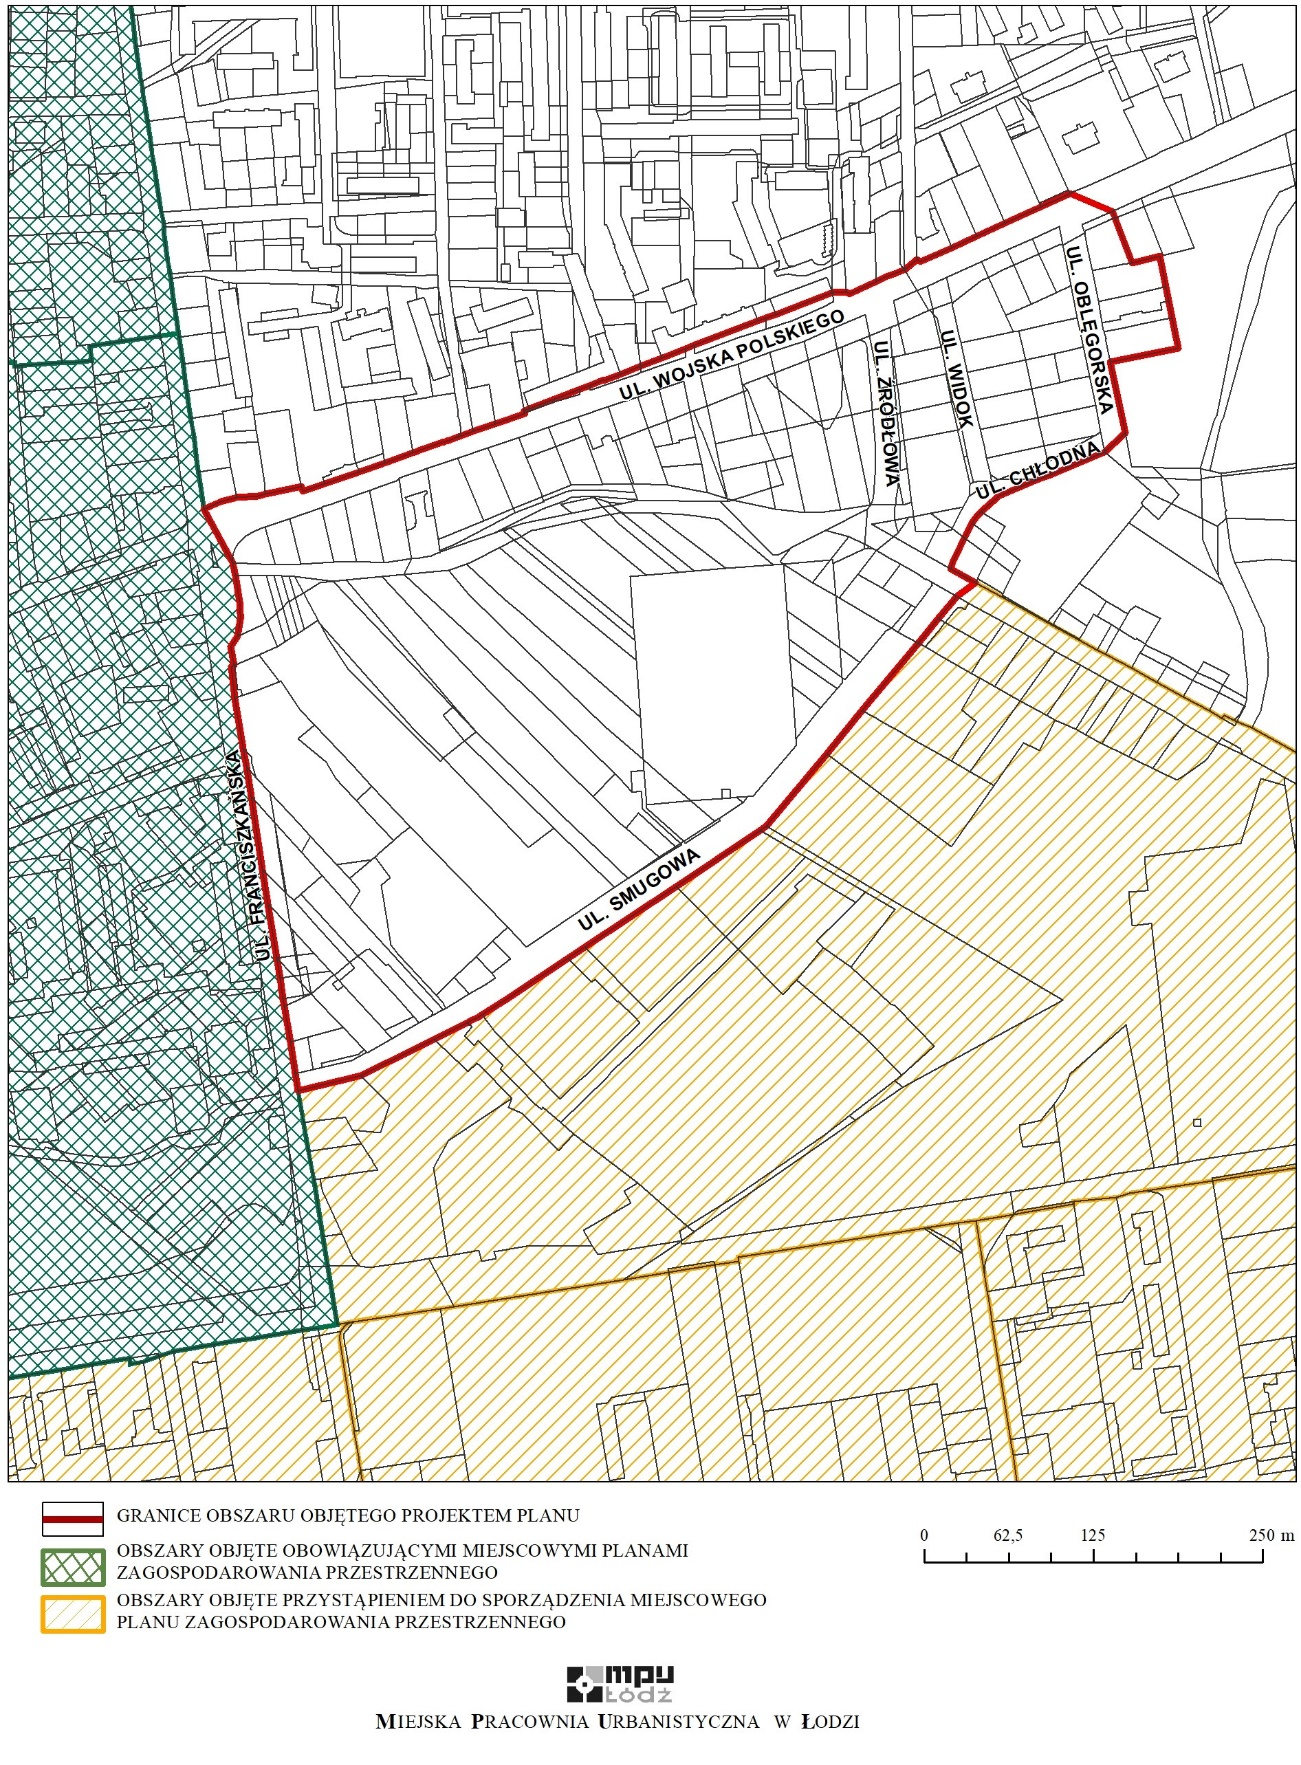 UL. WOJSKA POLSKIEGO
UL. ŹRÓDŁOWA
UL. WIDOK
UL. OBLĘGORSKA
UL. CHŁODNA
UL. FRANCISZKAŃSKA
UL. SMUGOWA
GRANICE OBSZARU OBJĘTEGO PROJEKTEM PLANU
OBSZARY OBJĘTE OBOWIĄZUJĄCYMI MIEJSCOWYMI PLANAMI
ZAGOSPODAROWANIA PRZESTRZENNEGO
OBSZARY OBJĘTE PRZYSTĄPIENIEM DO SPORZĄDZENIA MIEJSCOWEGO
PLANU ZAGOSPODAROWANIA PRZESTRZENNEGO
0 62,5 125 250 m
mpu
Łódź
MIEJSKA PRACOWNIA URBANISTYCZNA W ŁODZI